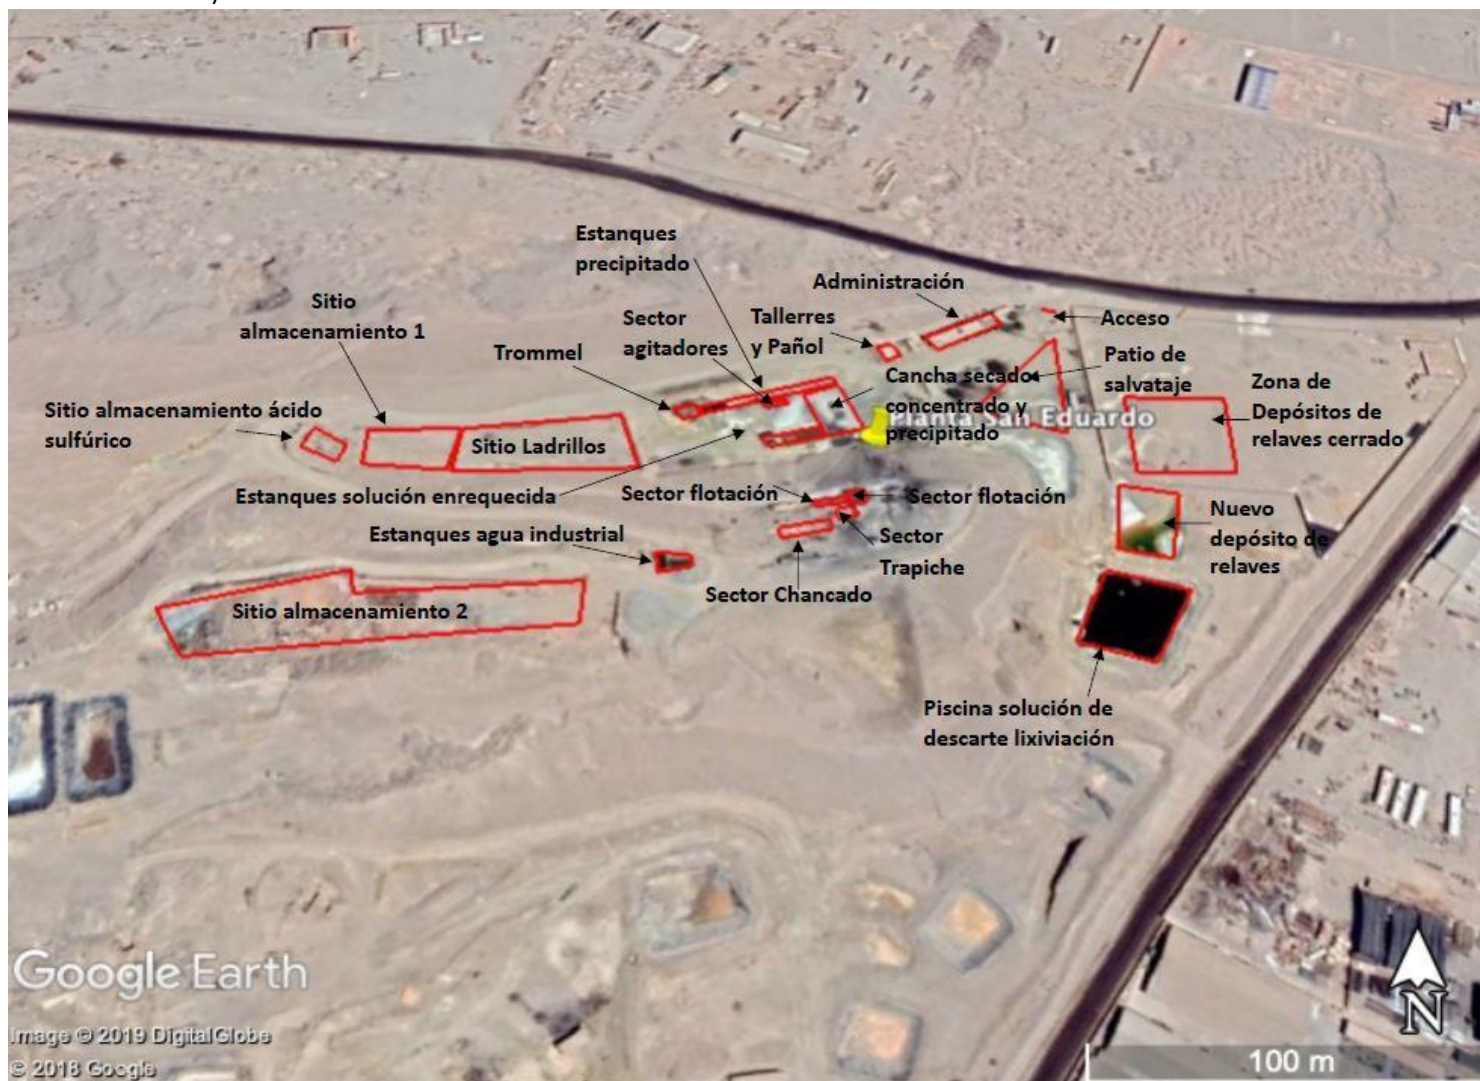 Estanques
precipitado
Administración
Sitio
almacenamiento 1
Sector
agitadores
Tallerres
y Pañol
Acceso
Trommel
Patio de
salvataje
Cancha secado
concentrado y
precipitado
Zona de
Depósitos de
relaves cerrado
Sitio almacenamiento ácido
sulfúrico
Planta San Eduardo
Sitio Ladrillos
Estanques solución enrequecida
Sector flotación
Sector flotación
Nuevo
depósito de
relaves
Estanques agua industrial
Sector
Trapiche
Sector Chancado
Sitio almacenamiento 2
Piscina solución de
descarte lixiviación
Google Earth
Image © 2019 DigitalGlobe
© 2018 Google
N
100 m